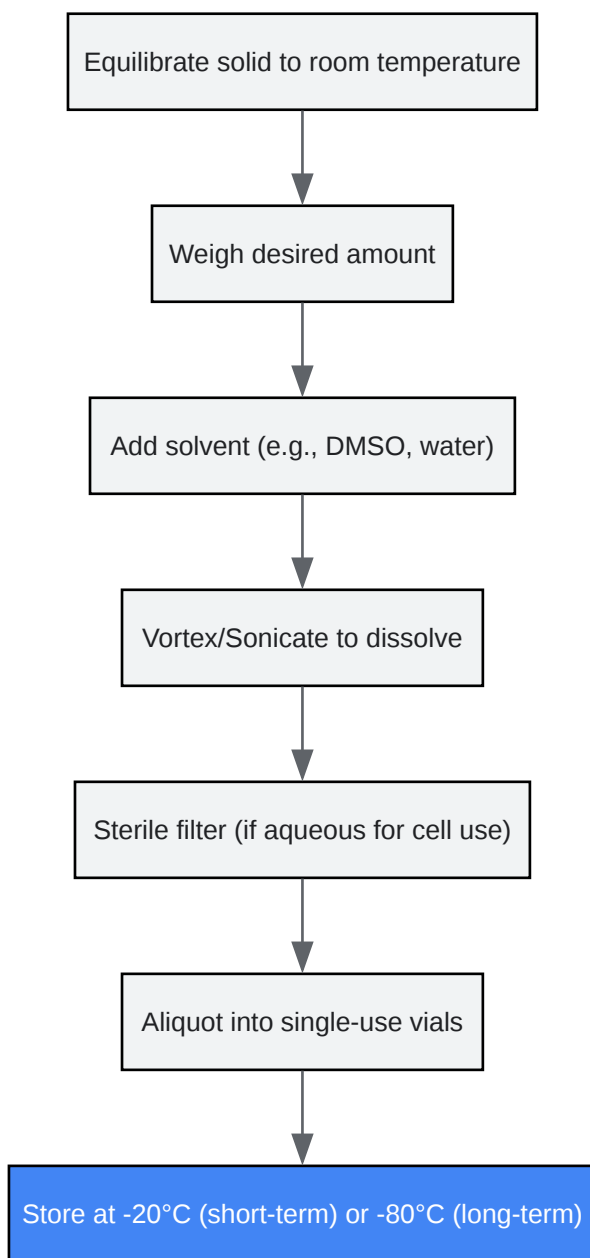 Equilibrate solid to room temperature
Weigh desired amount
Add solvent (e.g., DMSO, water)
Vortex/Sonicate to dissolve
Sterile filter (if aqueous for cell use)
Aliquot into single-use vials
Store at -20°C (short-term) or -80°C (long-term)